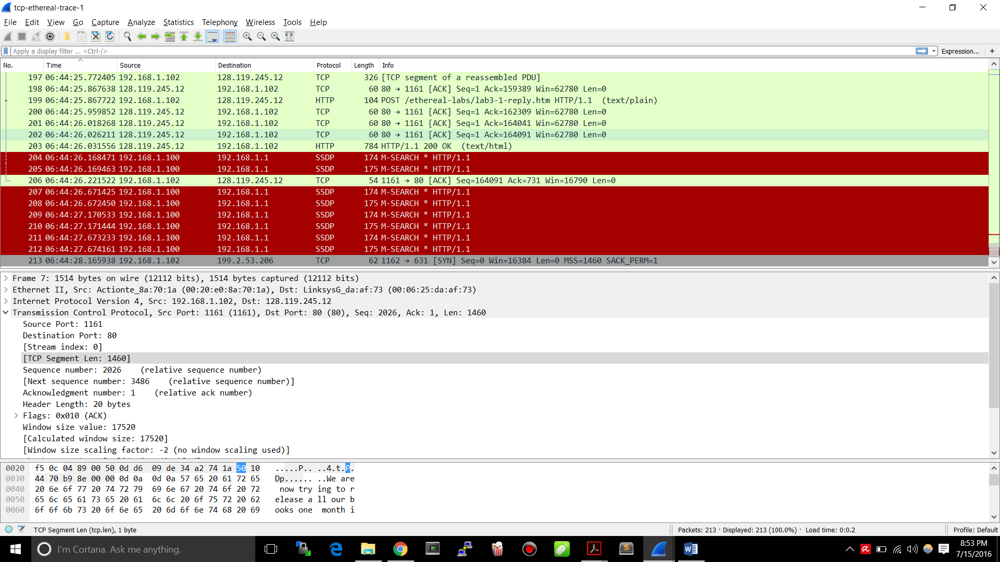 tcp-ethereal-trace-1
File Edit View Go Capture Analyze Statistics Telephony Wireless Tools Help
Apply a display filter ... <Ctrl-/> Expression... +
No. Time Source Destination Protocol Length Info
197 06:44:25.772405 192.168.1.102 128.119.245.12 TCP 326 [TCP segment of a reassembled PDU]
198 06:44:25.867638 128.119.245.12 192.168.1.102 TCP 60 80 → 1161 [ACK] Seq=1 Ack=159389 Win=62780 Len=0
199 06:44:25.867722 192.168.1.102 128.119.245.12 HTTP 104 POST /ethereal-labs/lab3-1-reply.htm HTTP/1.1 (text/plain)
200 06:44:25.959852 128.119.245.12 192.168.1.102 TCP 60 80 → 1161 [ACK] Seq=1 Ack=162309 Win=62780 Len=0
201 06:44:26.018268 128.119.245.12 192.168.1.102 TCP 60 80 → 1161 [ACK] Seq=1 Ack=164041 Win=62780 Len=0
202 06:44:26.026211 128.119.245.12 192.168.1.102 TCP 60 80 → 1161 [ACK] Seq=1 Ack=164091 Win=62780 Len=0
203 06:44:26.031556 128.119.245.12 192.168.1.102 HTTP 784 HTTP/1.1 200 OK (text/html)
204 06:44:26.168471 192.168.1.100 192.168.1.1 SSDP 174 M-SEARCH * HTTP/1.1
205 06:44:26.169463 192.168.1.100 192.168.1.1 SSDP 175 M-SEARCH * HTTP/1.1
206 06:44:26.221522 192.168.1.102 128.119.245.12 TCP 54 1161 → 80 [ACK] Seq=164091 Ack=731 Win=16790 Len=0
207 06:44:26.671425 192.168.1.100 192.168.1.1 SSDP 174 M-SEARCH * HTTP/1.1
208 06:44:26.672450 192.168.1.100 192.168.1.1 SSDP 175 M-SEARCH * HTTP/1.1
209 06:44:27.170533 192.168.1.100 192.168.1.1 SSDP 174 M-SEARCH * HTTP/1.1
210 06:44:27.171444 192.168.1.100 192.168.1.1 SSDP 175 M-SEARCH * HTTP/1.1
211 06:44:27.673233 192.168.1.100 192.168.1.1 SSDP 174 M-SEARCH * HTTP/1.1
212 06:44:27.674161 192.168.1.100 192.168.1.1 SSDP 175 M-SEARCH * HTTP/1.1
213 06:44:28.165938 192.168.1.102 199.2.53.206 TCP 62 1162 → 631 [SYN] Seq=0 Win=16384 Len=0 MSS=1460 SACK_PERM=1
Frame 7: 1514 bytes on wire (12112 bits), 1514 bytes captured (12112 bits)
Ethernet II, Src: Actionte_8a:70:1a (00:20:e0:8a:70:1a), Dst: LinksysG_da:af:73 (00:06:25:da:af:73)
Internet Protocol Version 4, Src: 192.168.1.102, Dst: 128.119.245.12
Transmission Control Protocol, Src Port: 1161 (1161), Dst Port: 80 (80), Seq: 2026, Ack: 1, Len: 1460
Source Port: 1161
Destination Port: 80
[Stream index: 0]
[TCP Segment Len: 1460]
Sequence number: 2026 (relative sequence number)
[Next sequence number: 3486 (relative sequence number)]
Acknowledgment number: 1 (relative ack number)
Header Length: 20 bytes
Flags: 0x010 (ACK)
Window size value: 17520
[Calculated window size: 17520]
[Window size scaling factor: -2 (no window scaling used)]
0020 f5 0c 04 89 00 50 0d d6 09 de 34 a2 74 1a 50 10 .....P.. ..4.t.P.
0030 44 70 b9 8e 00 00 0d 0a 0d 0a 57 65 20 61 72 65 Dp...... ..We are
0040 20 6e 6f 77 20 74 72 79 69 6e 67 20 74 6f 20 72 now try ing to r
0050 65 6c 65 61 73 65 20 61 6c 6c 20 6f 75 72 20 62 elease a ll our b
0060 6f 6f 6b 73 20 6f 6e 65 20 6d 6f 6e 74 68 20 69 ooks one month i
TCP Segment Len (tcp.len), 1 byte Packets: 213 · Displayed: 213 (100.0%) · Load time: 0:0.2 Profile: Default
I'm Cortana. Ask me anything. 8:53 PM
7/15/2016